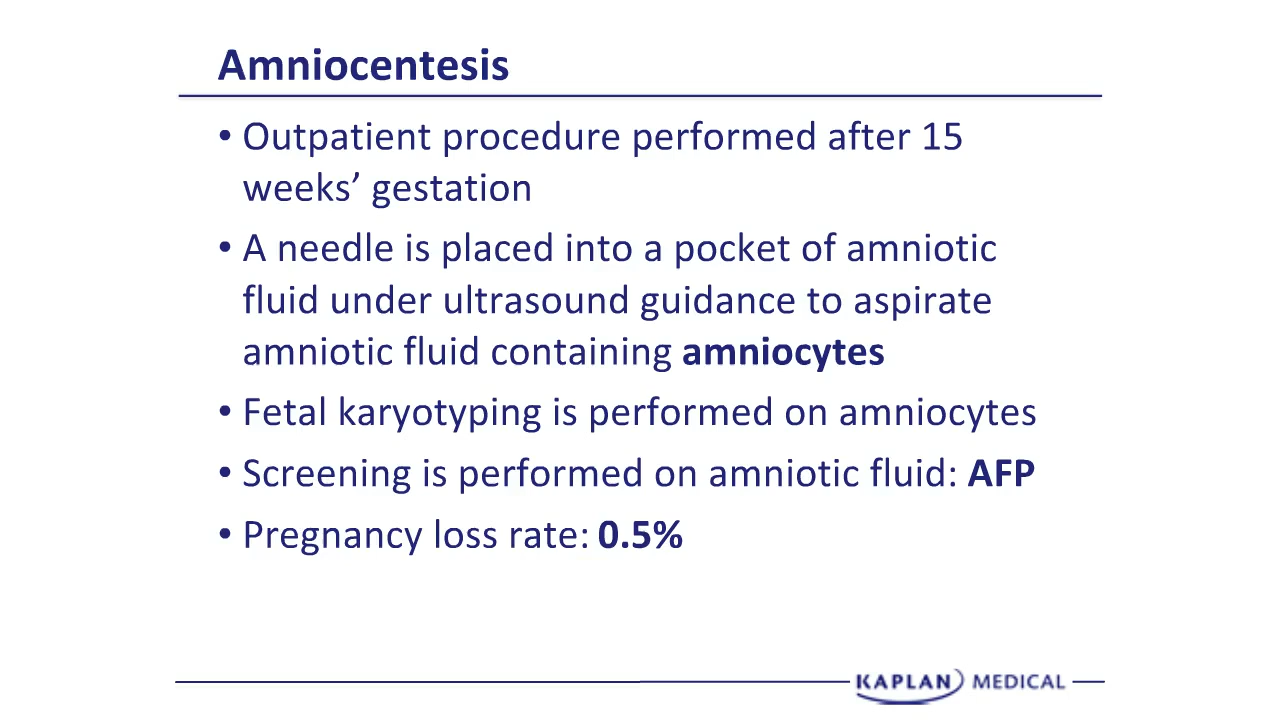 Amniocentesis
• Outpatient procedure performed after 15
weeks’ gestation
• A needle is placed into a pocket of amniotic
fluid under ultrasound guidance to aspirate
amniotic fluid containing amniocytes
• Fetal karyotyping is performed on amniocytes
• Screening is performed on amniotic fluid: AFP
• Pregnancy loss rate: 0.5%
KAPLAN MEDICAL